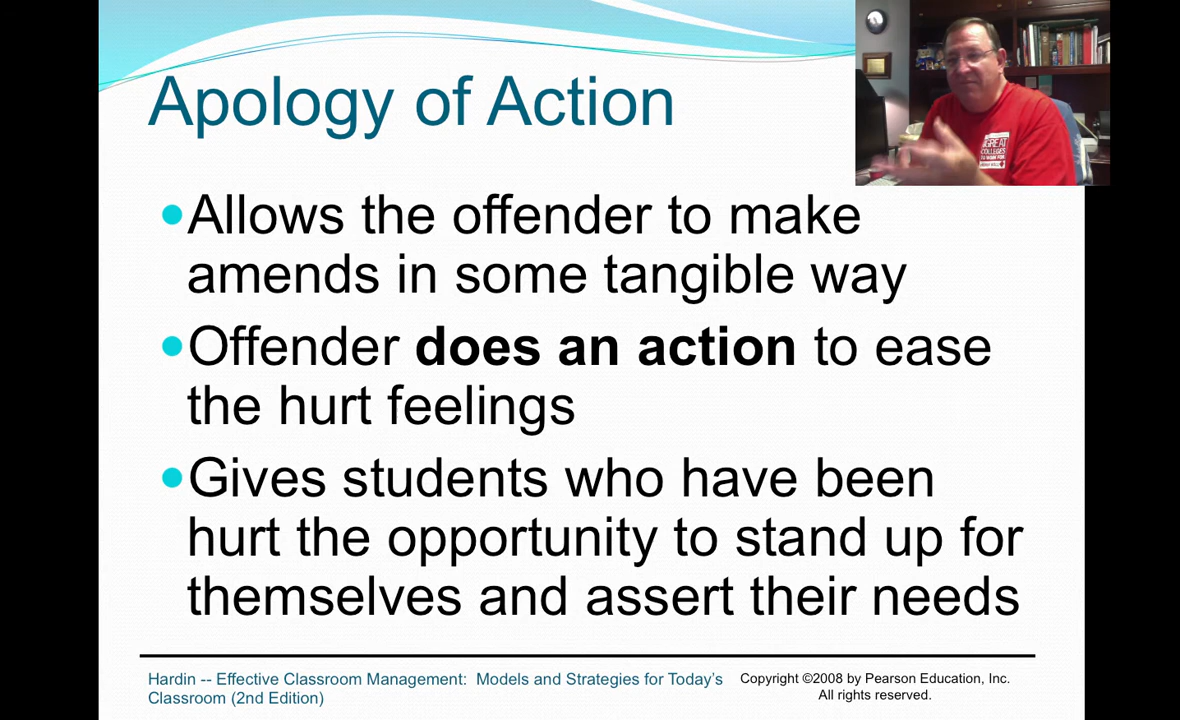 Apology of Action
•Allows the offender to make
amends in some tangible way
•Offender does an action to ease
the hurt feelings
•Gives students who have been
hurt the opportunity to stand up for
themselves and assert their needs
Hardin -- Effective Classroom Management: Models and Strategies for Today's
Classroom (2nd Edition)
Copyright ©2008 by Pearson Education, Inc.
All rights reserved.
GREAT
COLLEGES
TO WORK FOR